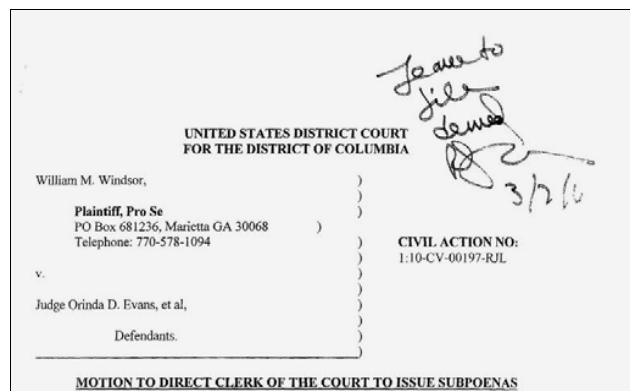 Leave to
file
denied
3/2/1
UNITED STATES DISTRICT COURT
FOR THE DISTRICT OF COLUMBIA
William M. Windsor, )
)
Plaintiff, Pro Se )
PO Box 681236, Marietta GA 30068 )
Telephone: 770-578-1094 ) CIVIL ACTION NO:
) 1:10-CV-00197-RJL
v. )
)
Judge Orinda D. Evans, et al, )
)
Defendants. )
)
MOTION TO DIRECT CLERK OF THE COURT TO ISSUE SUBPOENAS